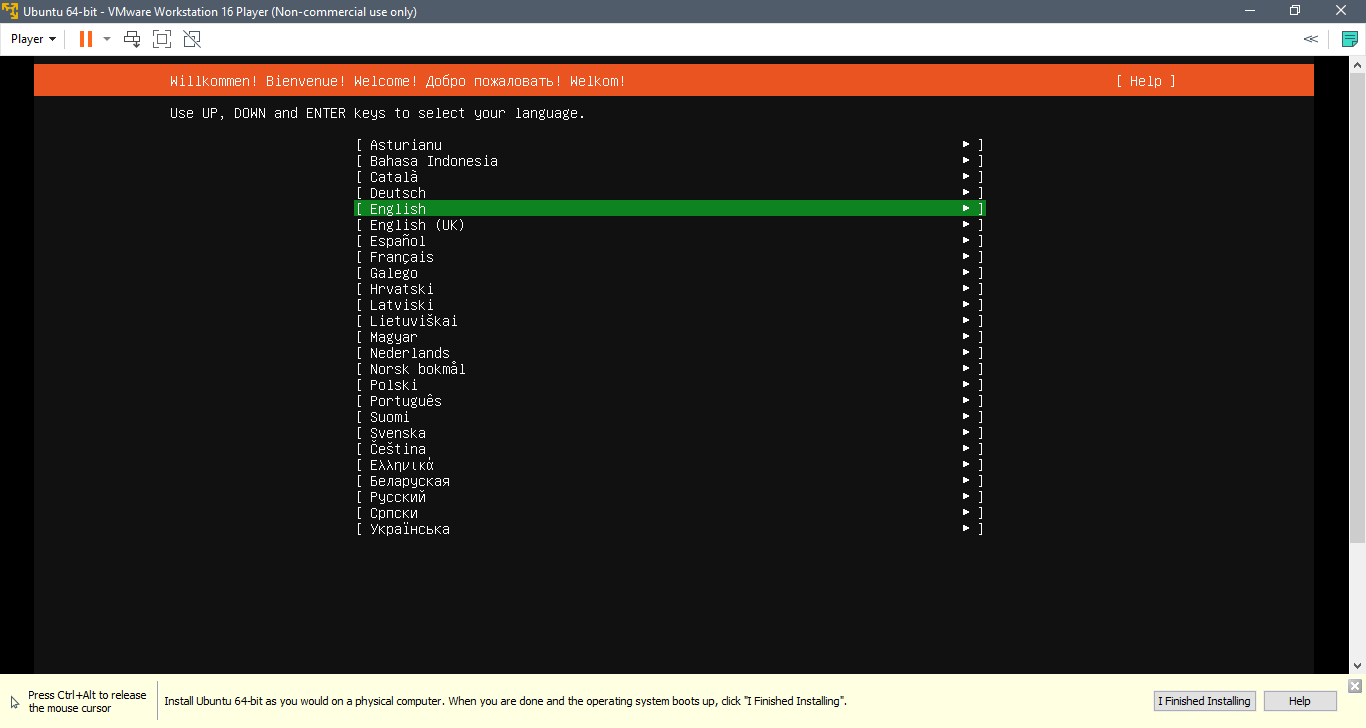 Ubuntu 64-bit - VMware Workstation 16 Player (Non-commercial use only)
Player
Willkommen! Bienvenue! Welcome! Добро пожаловать! Welkom! [ Help ]
Use UP, DOWN and ENTER keys to select your language.
[ Asturianu ► ]
[ Bahasa Indonesia ► ]
[ Català ► ]
[ Deutsch ► ]
[ English ► ]
[ English (UK) ► ]
[ Español ► ]
[ Français ► ]
[ Galego ► ]
[ Hrvatski ► ]
[ Latviski ► ]
[ Lietuviškai ► ]
[ Magyar ► ]
[ Nederlands ► ]
[ Norsk bokmål ► ]
[ Polski ► ]
[ Português ► ]
[ Suomi ► ]
[ Svenska ► ]
[ Čeština ► ]
[ Ελληνικά ► ]
[ Беларуская ► ]
[ Русский ► ]
[ Српски ► ]
[ Українська ► ]
Press Ctrl+Alt to release
the mouse cursor
Install Ubuntu 64-bit as you would on a physical computer. When you are done and the operating system boots up, click "I Finished Installing".
I Finished Installing
Help